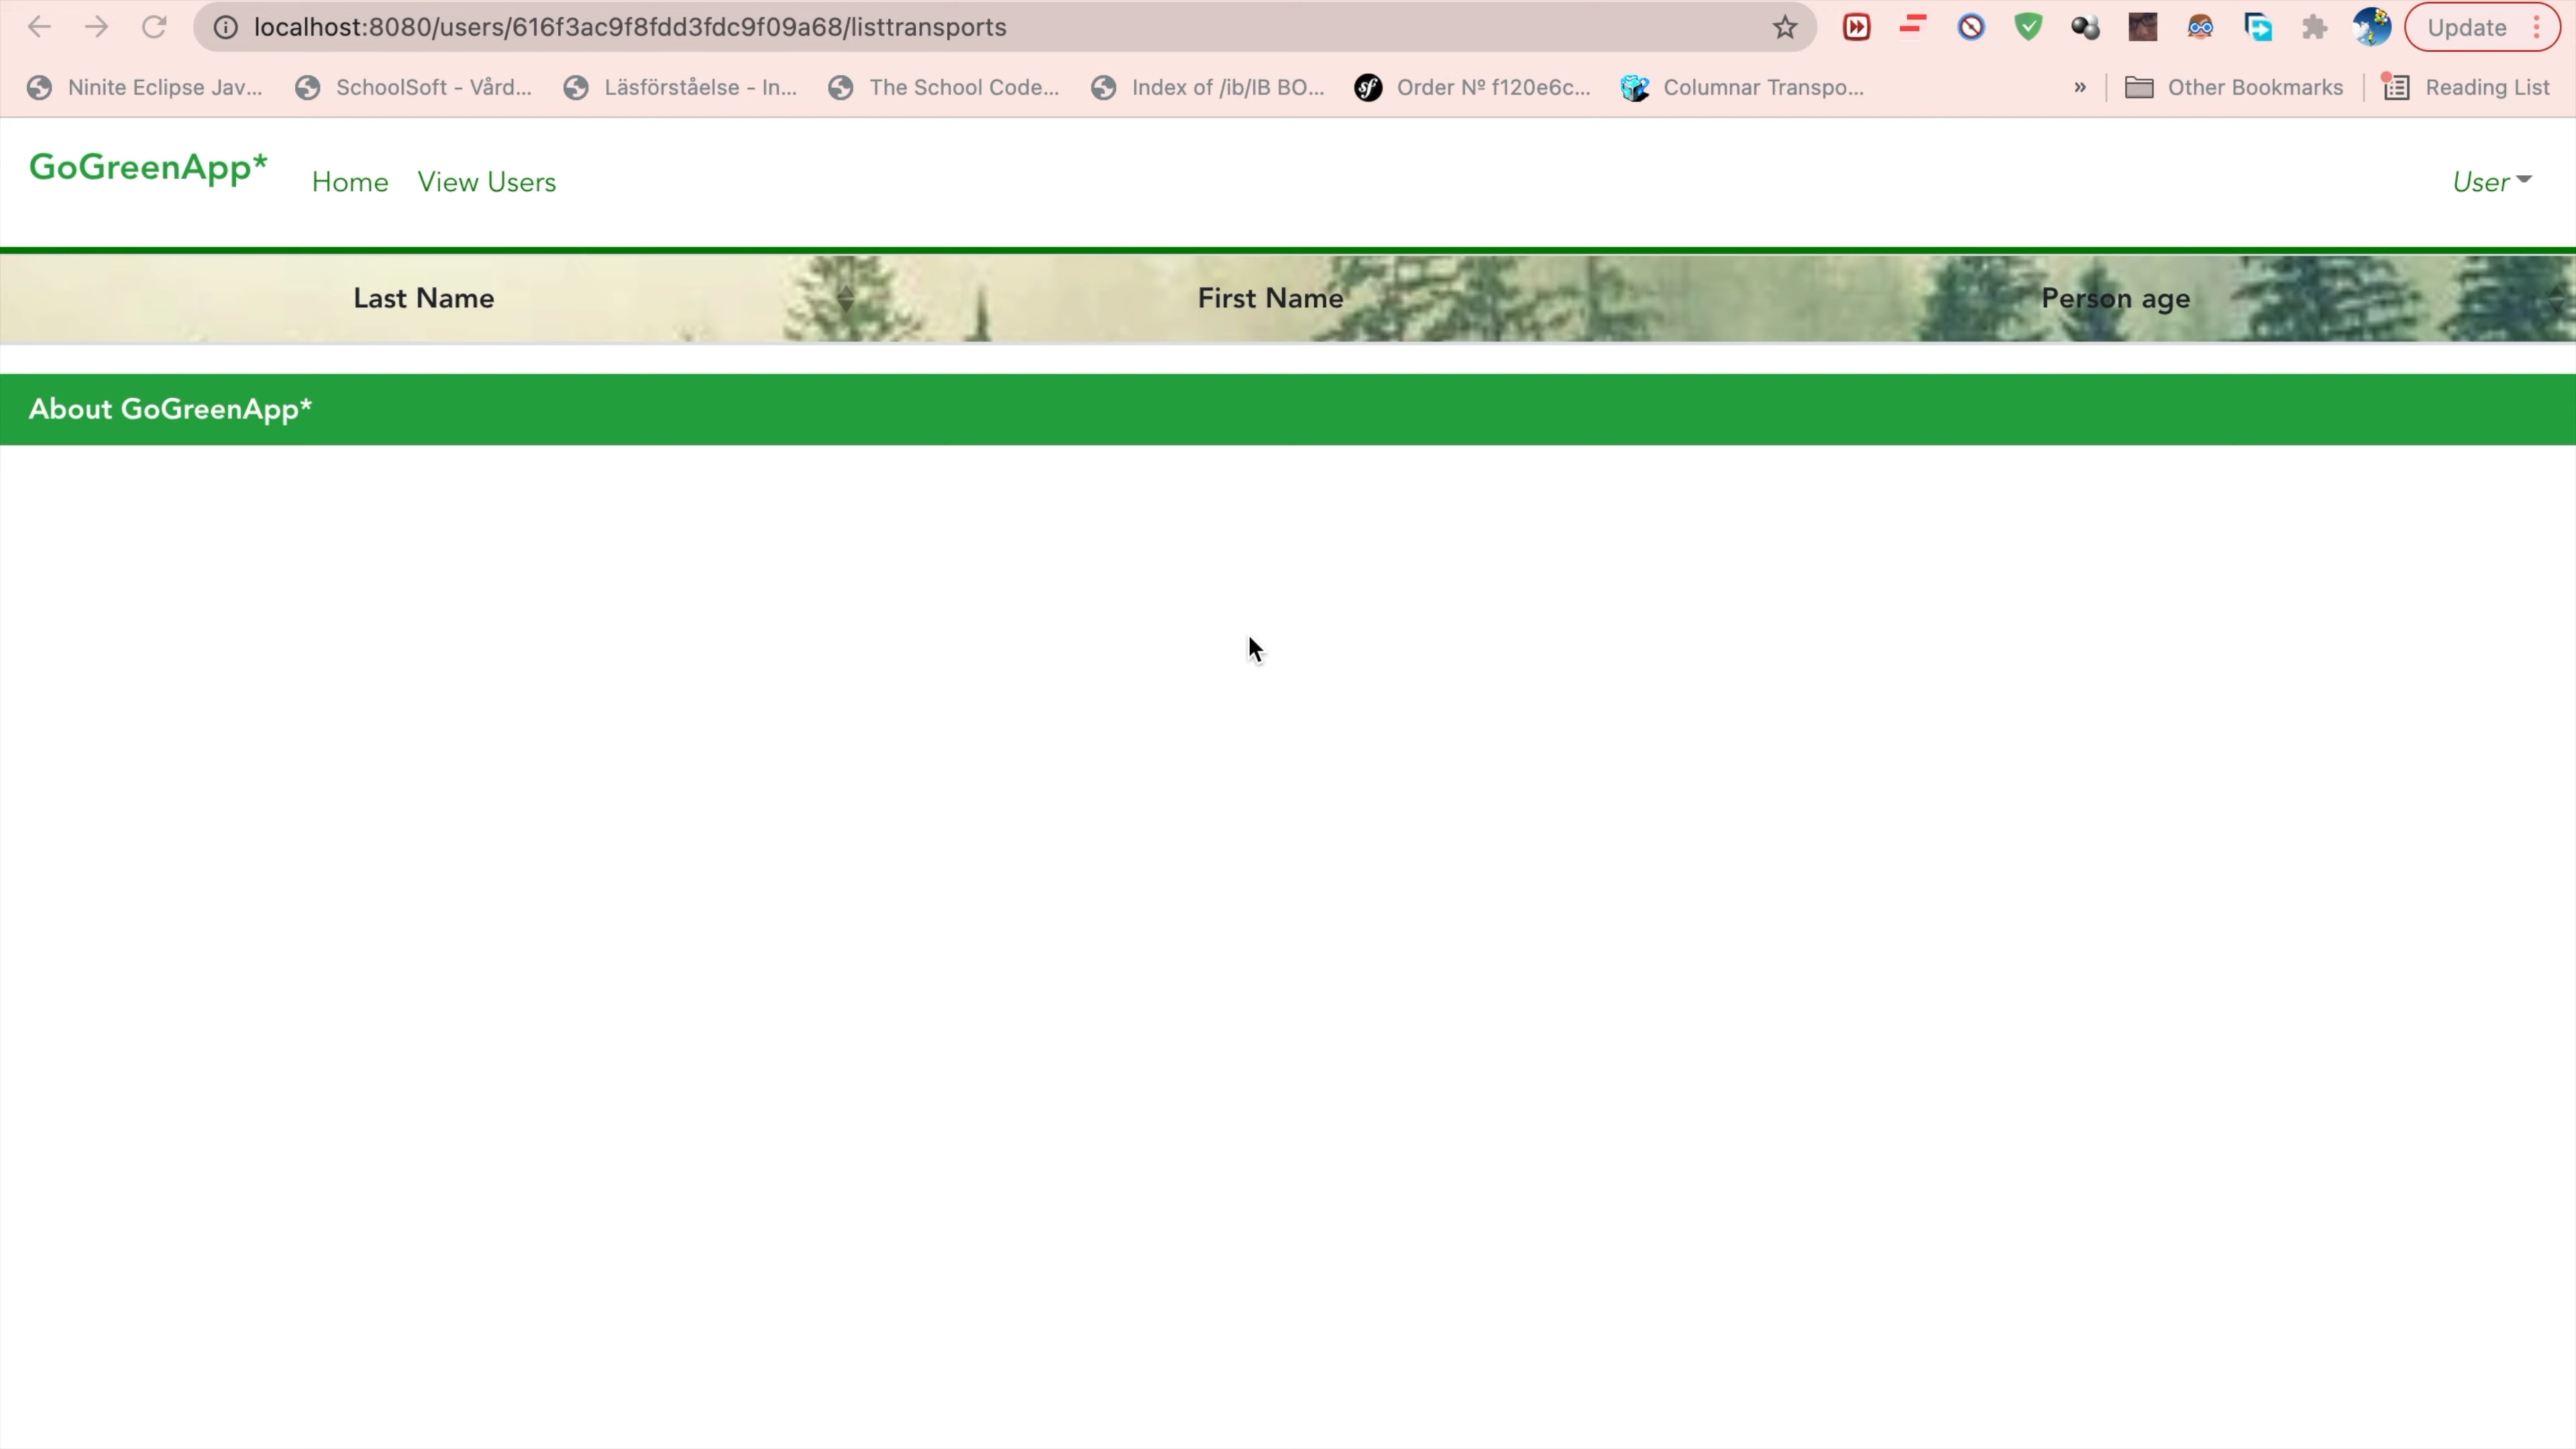 localhost:8080/users/616f3ac9f8fdd3fdc9f09a68/listtransports
Update
Ninite Eclipse Jav...
SchoolSoft - Vård...
Läsförståelse - In...
The School Code...
Index of /ib/IB BO...
sf
Order Nº f120e6c...
Columnar Transpo...
»
Other Bookmarks
Reading List
GoGreenApp*
Home
View Users
User
Last Name
First Name
Person age
About GoGreenApp*